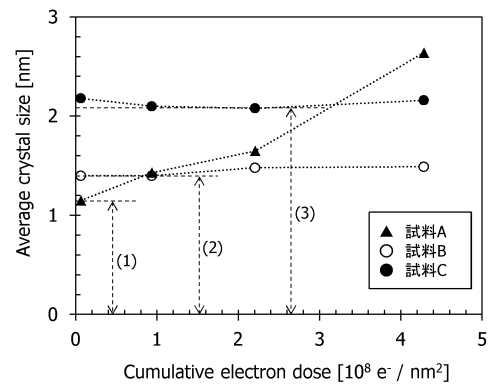 3
2
1
0
Average crystal size [nm]
(1)
(2)
(3)
試料A
試料B
試料C
0
1
2
3
4
5
Cumulative electron dose [10⁸ e⁻ / nm²]